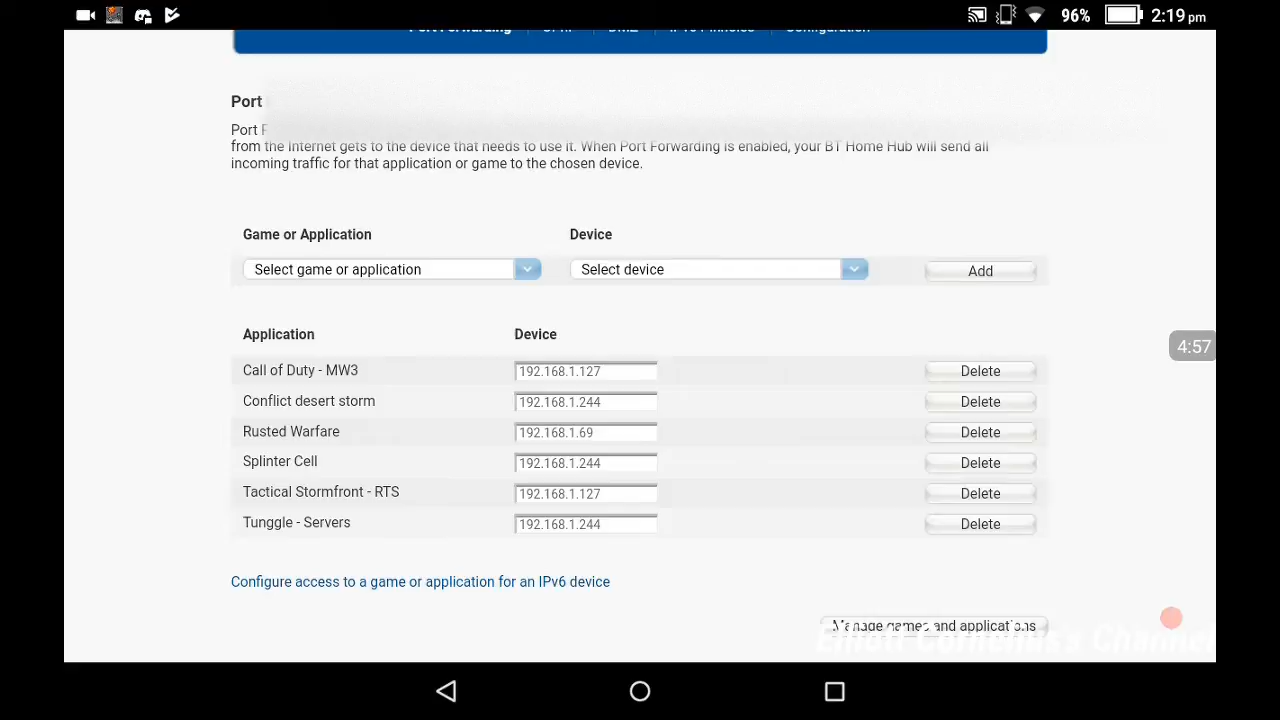 96% 2:19 pm
Port
Port F
from the Internet gets to the device that needs to use it. When Port Forwarding is enabled, your BT Home Hub will send all
incoming traffic for that application or game to the chosen device.
Game or Application Device
Select game or application Select device Add
Application Device
Call of Duty - MW3 192.168.1.127 Delete
Conflict desert storm 192.168.1.244 Delete
Rusted Warfare 192.168.1.69 Delete
Splinter Cell 192.168.1.244 Delete
Tactical Stormfront - RTS 192.168.1.127 Delete
Tunggle - Servers 192.168.1.244 Delete
4:57
Configure access to a game or application for an IPv6 device
Manage games and applications
Elliott Cornelius's Channel